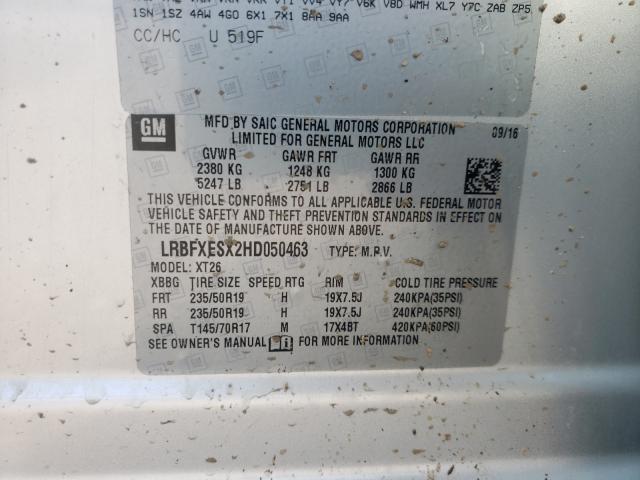 1SN 1SZ 4AW 4G0 6X1 7X1 8AA 9AA
CC/HC U 519F
GM
MFD BY SAIC GENERAL MOTORS CORPORATION 09/16
LIMITED FOR GENERAL MOTORS LLC
GVWR GAWR FRT GAWR RR
2380 KG 1248 KG 1300 KG
5247 LB 2751 LB 2866 LB
THIS VEHICLE CONFORMS TO ALL APPLICABLE U.S. FEDERAL MOTOR
VEHICLE SAFETY AND THEFT PREVENTION STANDARDS IN EFFECT ON
THE DATE OF MANUFACTURE SHOWN ABOVE.
LRBFXESX2HD050463 TYPE: M.P.V.
MODEL: XT26
XBBG TIRE SIZE SPEED RTG RIM COLD TIRE PRESSURE
FRT 235/50R19 H 19X7.5J 240KPA(35PSI)
RR 235/50R19 H 19X7.5J 240KPA(35PSI)
SPA T145/70R17 M 17X4BT 420KPA(60PSI)
SEE OWNER'S MANUAL FOR MORE INFORMATION